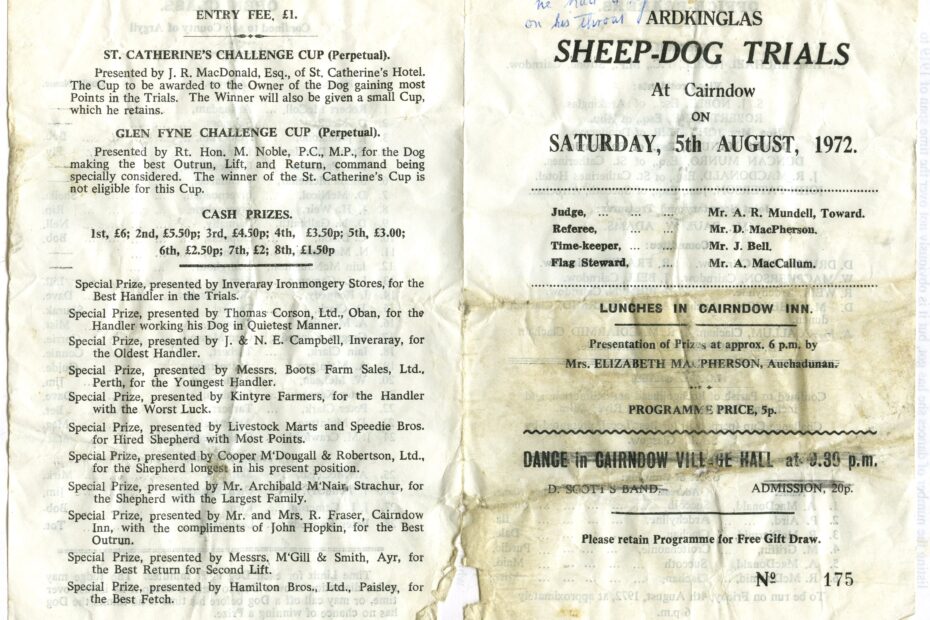 ENTRY FEE, £1.
ST. CATHERINE'S CHALLENGE CUP (Perpetual).
Presented by J. R. MacDonald, Esq., of St. Catherine's Hotel.
The Cup to be awarded to the Owner of the Dog gaining most
Points in the Trials. The Winner will also be given a small Cup,
which he retains.
GLEN FYNE CHALLENGE CUP (Perpetual).
Presented by Rt. Hon. M. Noble, P.C., M.P., for the Dog
making the best Outrun, Lift, and Return, command being
specially considered. The winner of the St. Catherine's Cup is
not eligible for this Cup.
CASH PRIZES.
1st, £6; 2nd, £5.50p; 3rd, £4.50p; 4th, £3.50p; 5th, £3.00;
6th, £2.50p; 7th, £2; 8th, £1.50p
Special Prize, presented by Inveraray Ironmongery Stores, for the
Best Handler in the Trials.
Special Prize, presented by Thomas Corson, Ltd., Oban, for the
Handler working his Dog in Quietest Manner.
Special Prize, presented by J. & N. E. Campbell, Inveraray, for
the Oldest Handler.
Special Prize, presented by Messrs. Boots Farm Sales, Ltd.,
Perth, for the Youngest Handler.
Special Prize, presented by Kintyre Farmers, for the Handler
with the Worst Luck.
Special Prize, presented by Livestock Marts and Speedie Bros.
for Hired Shepherd with Most Points.
Special Prize, presented by Cooper M'Dougall & Robertson, Ltd.,
for the Shepherd longest in his present position.
Special Prize, presented by Mr. Archibald M'Nair, Strachur, for
the Shepherd with the Largest Family.
Special Prize, presented by Mr. and Mrs. R. Fraser, Cairndow
Inn, with the compliments of John Hopkin, for the Best
Outrun.
Special Prize, presented by Messrs, M'Gill & Smith, Ayr, for
the Best Return for Second Lift.
Special Prize, presented by Hamilton Bros., Ltd., Paisley, for
the Best Fetch.
he had
on his throat
ARDKINGLAS
SHEEP-DOG TRIALS
At Cairndow
ON
SATURDAY, 5th AUGUST, 1972.
Judge, ... ... ... Mr. A. R. Mundell, Toward.
Referee, ... ... ... Mr. D. MacPherson.
Time-keeper, ... ... Mr. J. Bell.
Flag Steward, ... ... Mr. A. MacCallum.
LUNCHES IN CAIRNDOW INN.
Presentation of Prizes at approx. 6 p.m. by
Mrs. ELIZABETH MACPHERSON, Auchadunan.
PROGRAMME PRICE, 5p.
DANCE in CAIRNDOW VILLAGE HALL at 9.30 p.m.
D. SCOTT'S BAND. ADMISSION, 20p.
Please retain Programme for Free Gift Draw.
Nº 175